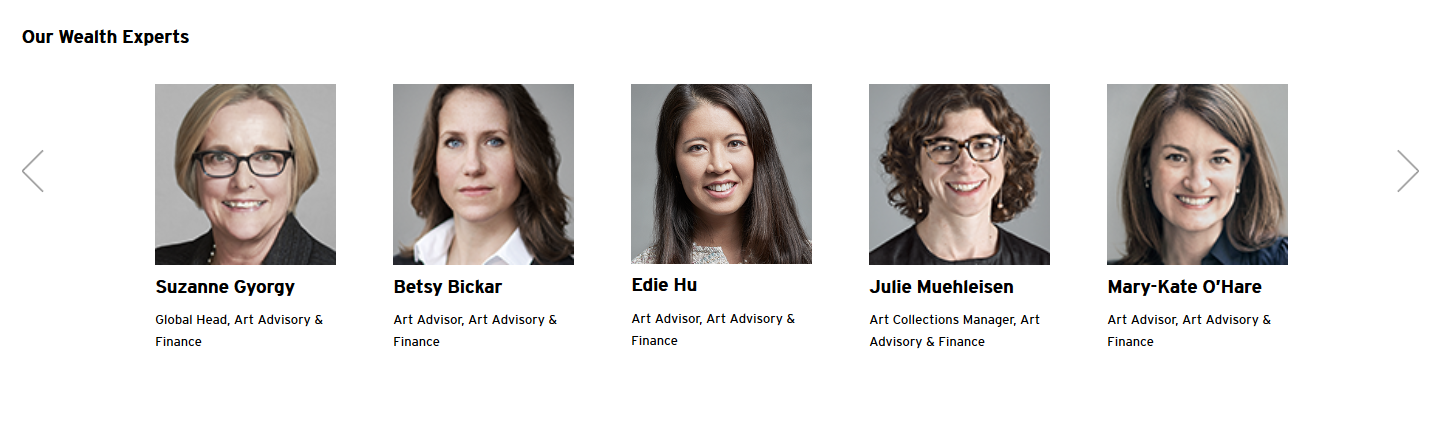 Our Wealth Experts
Suzanne Gyorgy
Global Head, Art Advisory &
Finance
Betsy Bickar
Art Advisor, Art Advisory &
Finance
Edie Hu
Art Advisor, Art Advisory &
Finance
Julie Muehleisen
Art Collections Manager, Art
Advisory & Finance
Mary-Kate O’Hare
Art Advisor, Art Advisory &
Finance